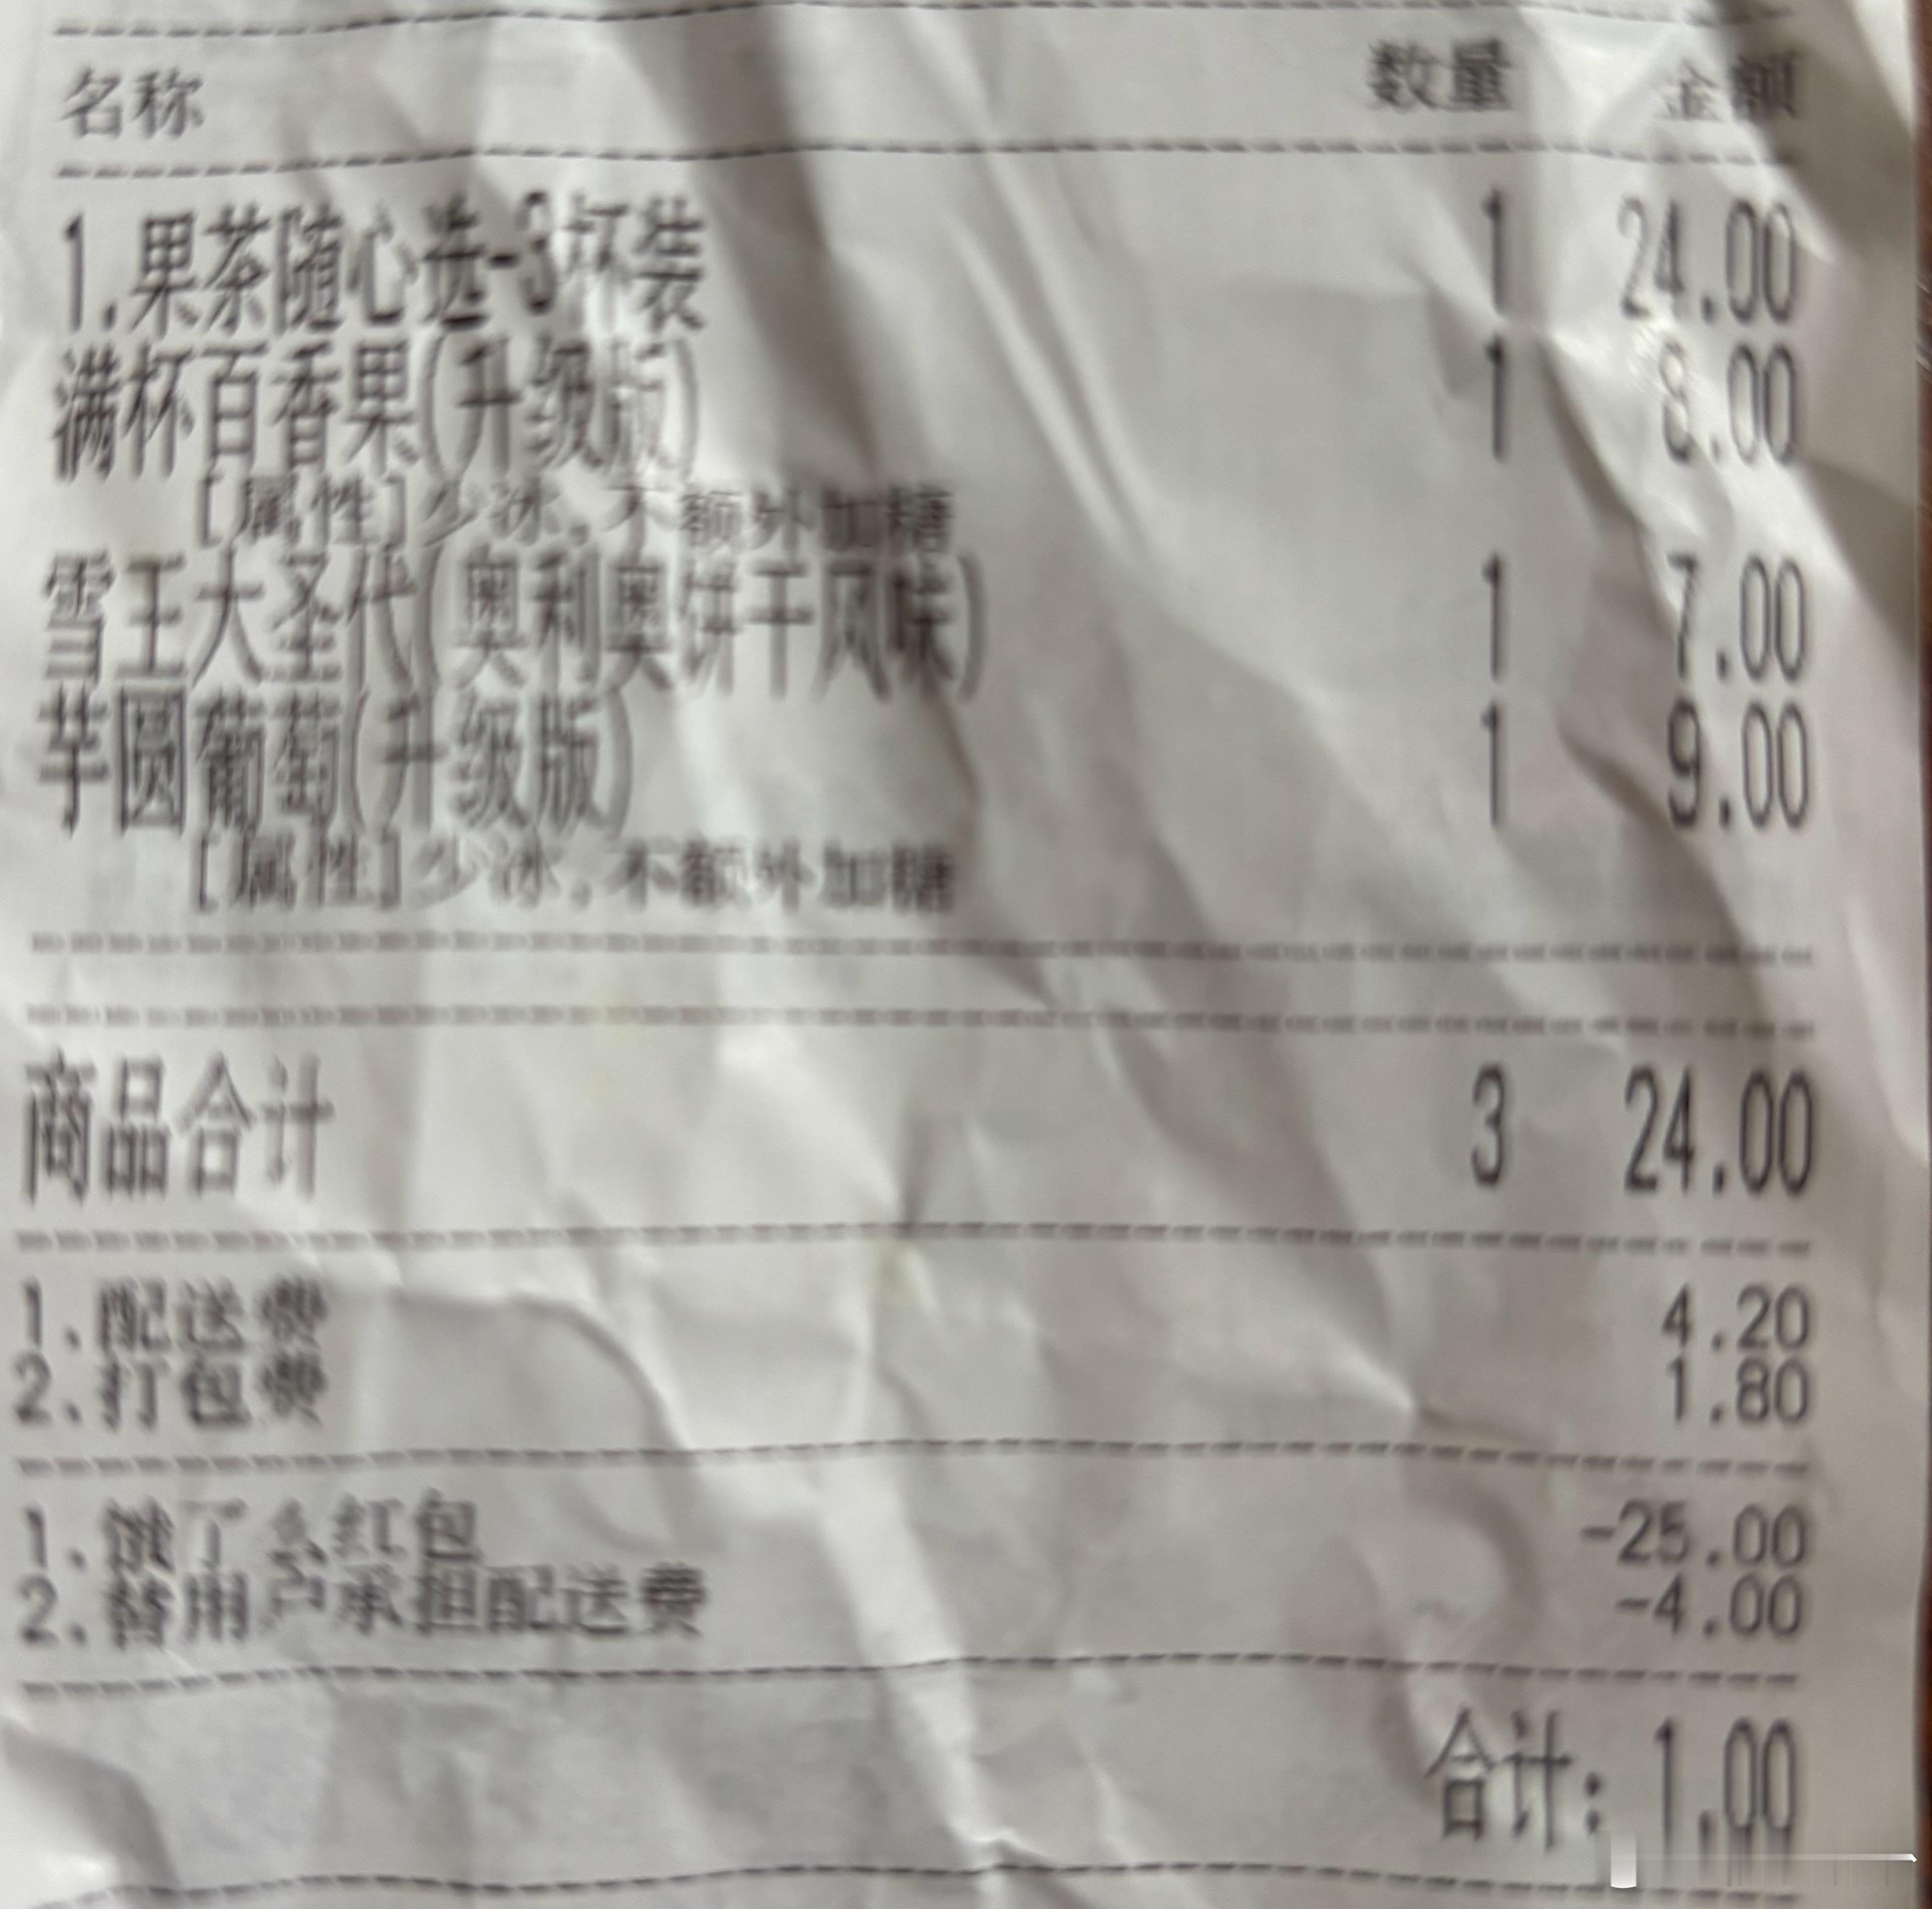 名称 数量 金额
1.果茶随心选-3杯装 1 24.00
满杯百香果(升级版) 1 8.00
[属性]少冰,不额外加糖
雪王大圣代(奥利奥饼干风味) 1 7.00
芋圆葡萄(升级版) 1 9.00
[属性]少冰,不额外加糖
商品合计 3 24.00
1.配送费 4.20
2.打包费 1.80
1.饿了么红包 -25.00
2.替用户承担配送费 -4.00
合计: 1.00